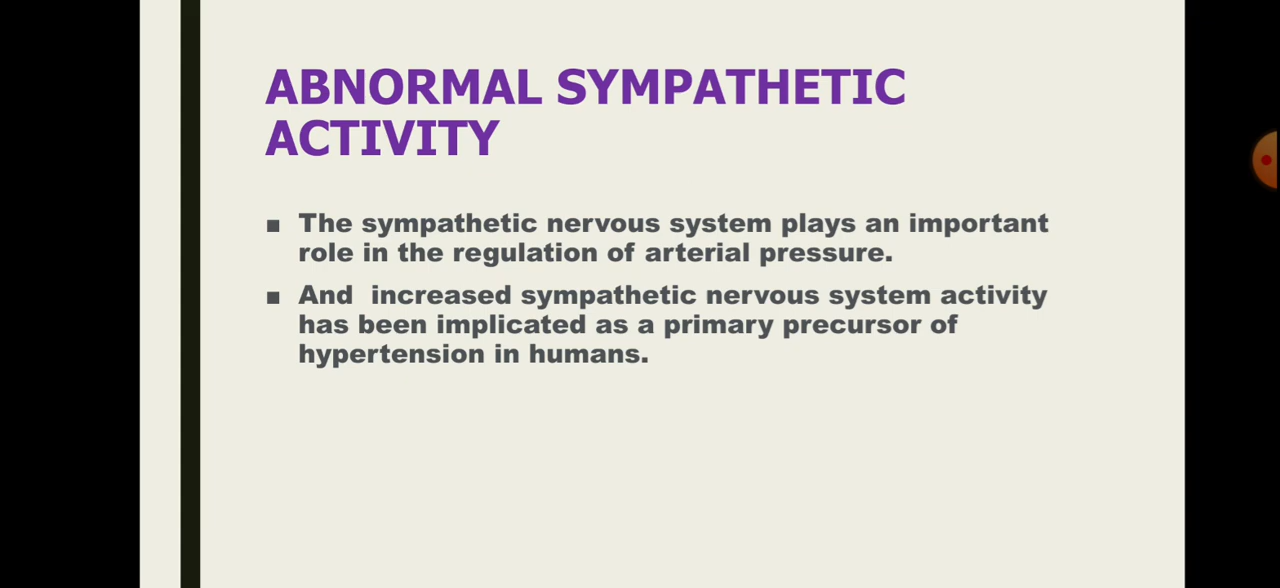 ABNORMAL SYMPATHETIC
ACTIVITY
▪ The sympathetic nervous system plays an important
role in the regulation of arterial pressure.
▪ And  increased sympathetic nervous system activity
has been implicated as a primary precursor of
hypertension in humans.